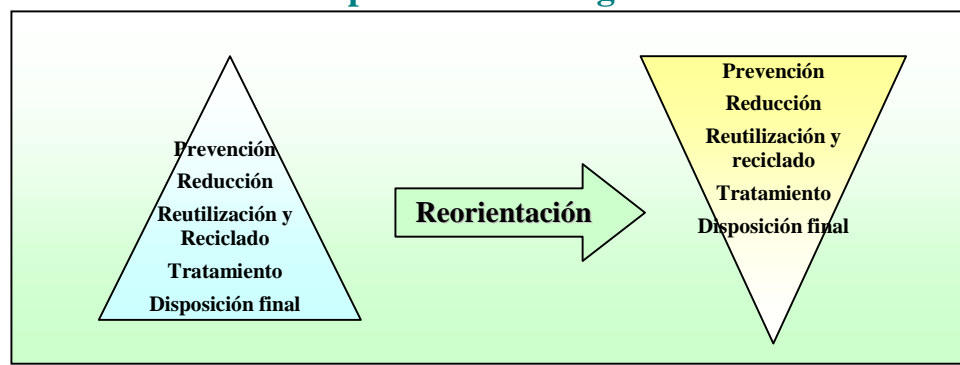 Prevención
Reducción
Reutilización y
Reciclado
Tratamiento
Disposición final
Reorientación
Prevención
Reducción
Reutilización y
reciclado
Tratamiento
Disposición final